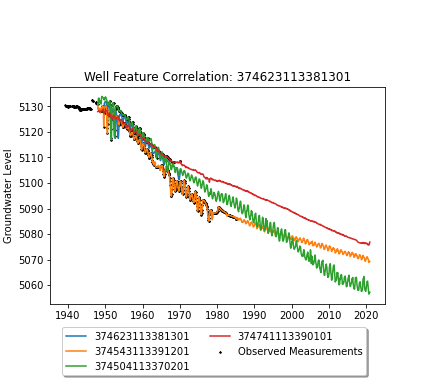 Well Feature Correlation: 374623113381301
5130
5120
5110
5100
5090
5080
5070
5060
Groundwater Level
1940 1950 1960 1970 1980 1990 2000 2010 2020
374623113381301 374741113390101
374543113391201 Observed Measurements
374504113370201